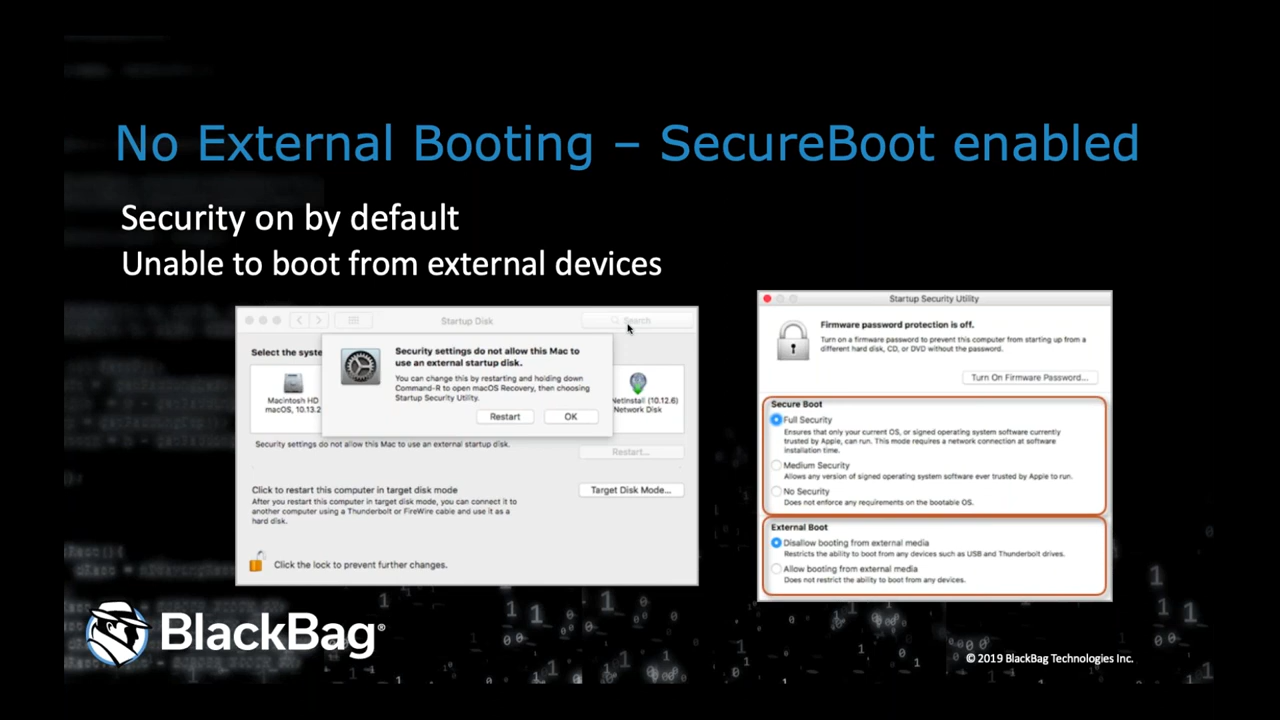 No External Booting – SecureBoot enabled
Security on by default
Unable to boot from external devices
Startup Disk
Search
Select the syste
Security settings do not allow this Mac to
use an external startup disk.
You can change this by restarting and holding down
Command-R to open macOS Recovery, then choosing
Startup Security Utility.
Restart
OK
Macintosh HD
macOS, 10.13.2
NetInstall (10.12.6)
Network Disk
Security settings do not allow this Mac to use an external startup disk.
Restart...
Click to restart this computer in target disk mode
After you restart this computer in target disk mode, you can connect it to
another computer using a Thunderbolt or FireWire cable and use it as a
hard disk.
Target Disk Mode...
Click the lock to prevent further changes.
Startup Security Utility
Firmware password protection is off.
Turn on a firmware password to prevent this computer from starting up from a
different hard disk, CD, or DVD without the password.
Turn On Firmware Password...
Secure Boot
Full Security
Ensures that only your current OS, or signed operating system software currently
trusted by Apple, can run. This mode requires a network connection at software
installation time.
Medium Security
Allows any version of signed operating system software ever trusted by Apple to run.
No Security
Does not enforce any requirements on the bootable OS.
External Boot
Disallow booting from external media
Restricts the ability to boot from any devices such as USB and Thunderbolt drives.
Allow booting from external media
Does not restrict the ability to boot from any devices.
BlackBag®
© 2019 BlackBag Technologies Inc.